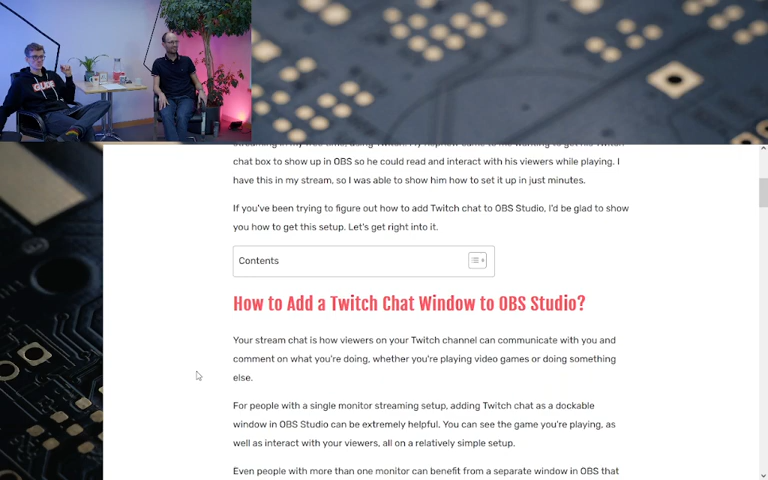 chat box to show up in OBS so he could read and interact with his viewers while playing. I
have this in my stream, so I was able to show him how to set it up in just minutes.
If you've been trying to figure out how to add Twitch chat to OBS Studio, I'd be glad to show
you how to get this setup. Let's get right into it.
Contents
How to Add a Twitch Chat Window to OBS Studio?
Your stream chat is how viewers on your Twitch channel can communicate with you and
comment on what you're doing, whether you're playing video games or doing something
else.
For people with a single monitor streaming setup, adding Twitch chat as a dockable
window in OBS Studio can be extremely helpful. You can see the game you're playing, as
well as interact with your viewers, all on a relatively simple setup.
Even people with more than one monitor can benefit from a separate window in OBS that